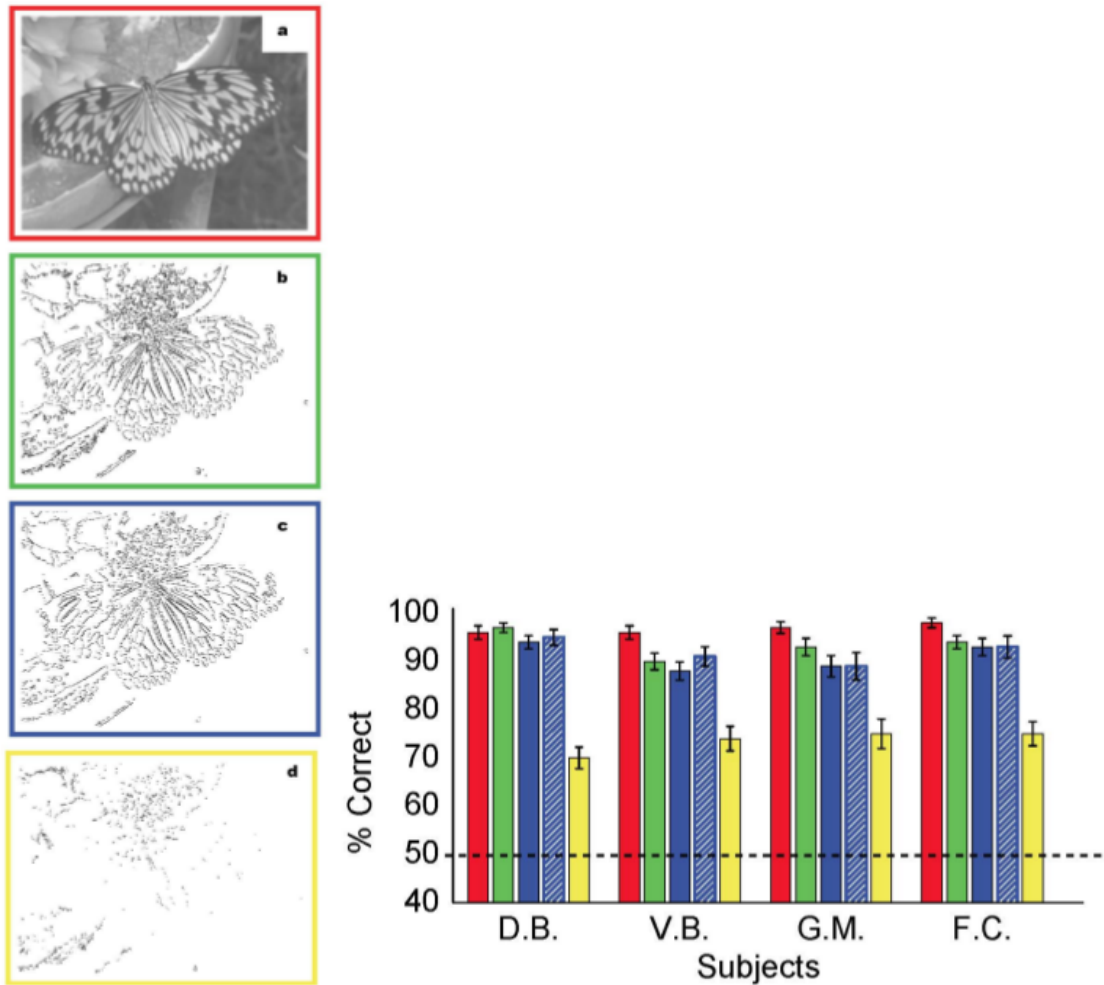 a
b
c
d
100
90
80
70
60
50
40
% Correct
D.B. V.B. G.M. F.C.
Subjects